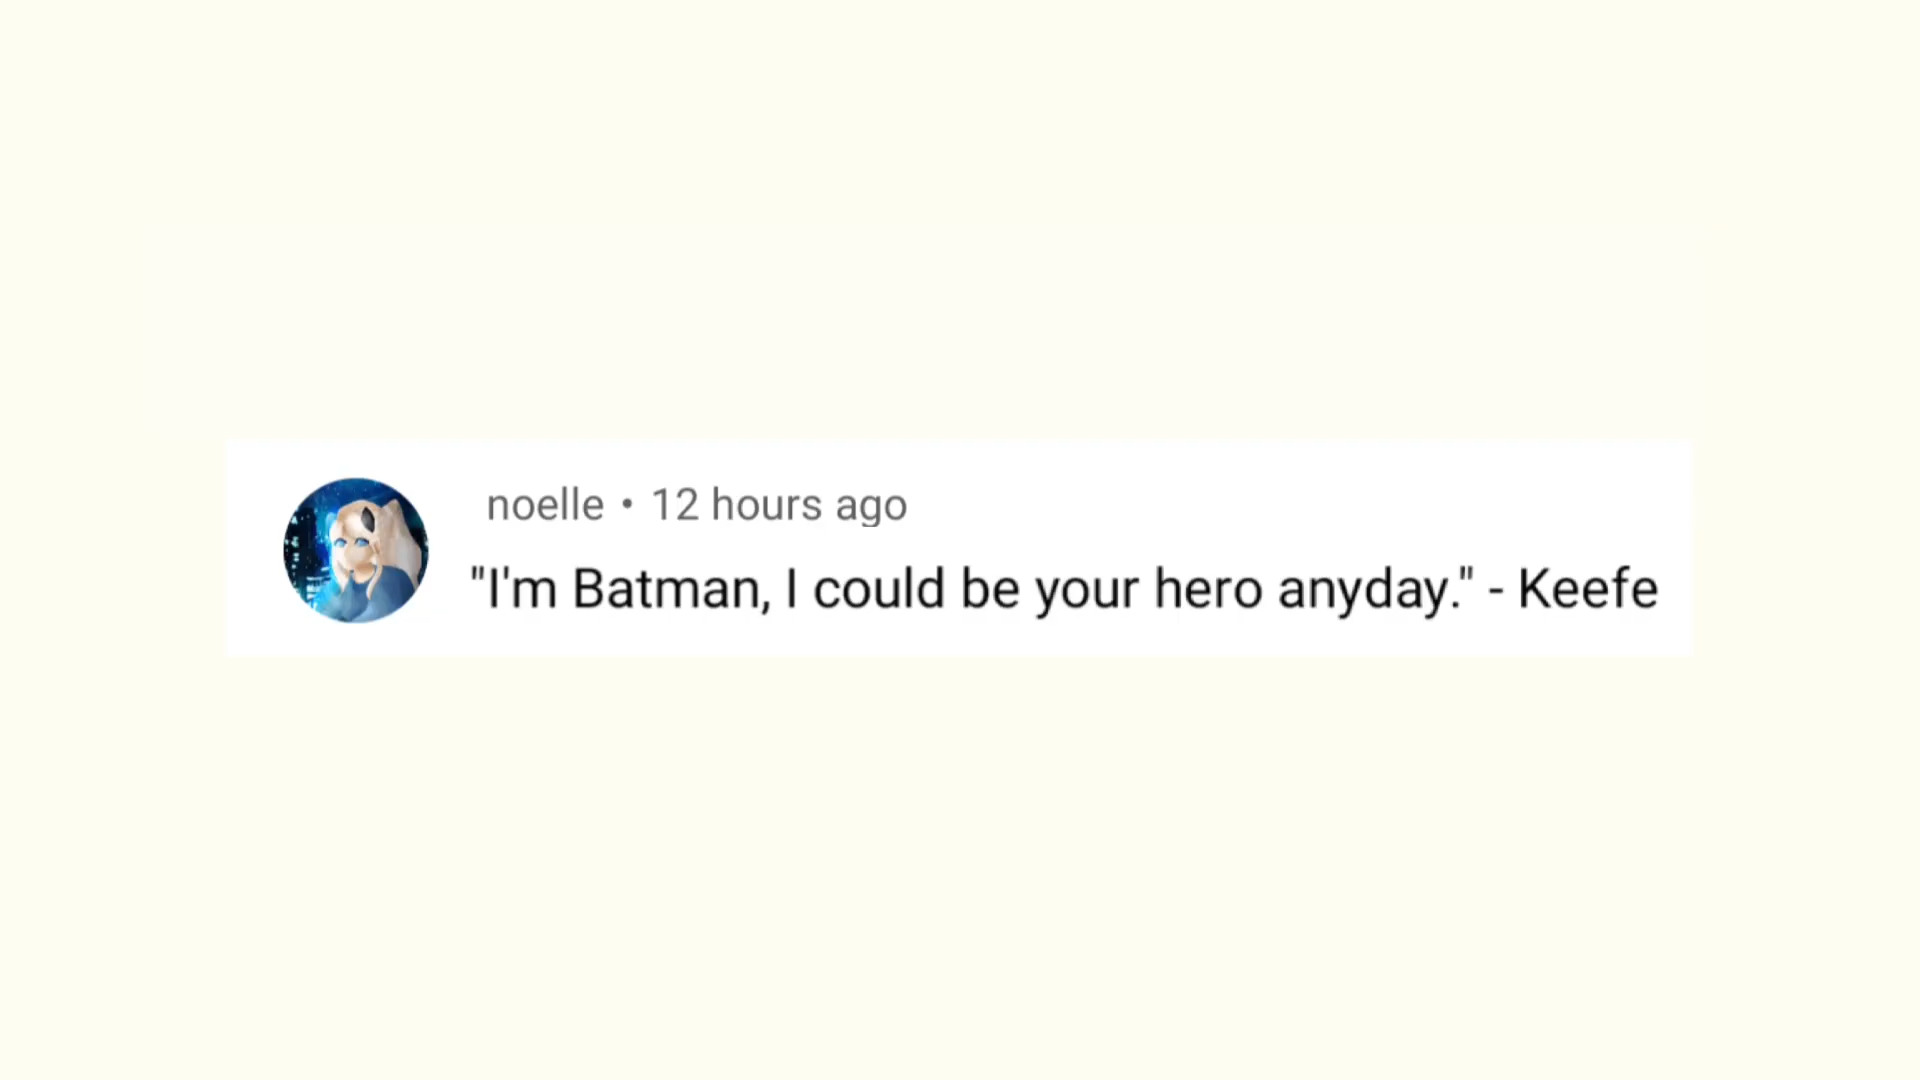 noelle • 12 hours ago
"I'm Batman, I could be your hero anyday." - Keefe